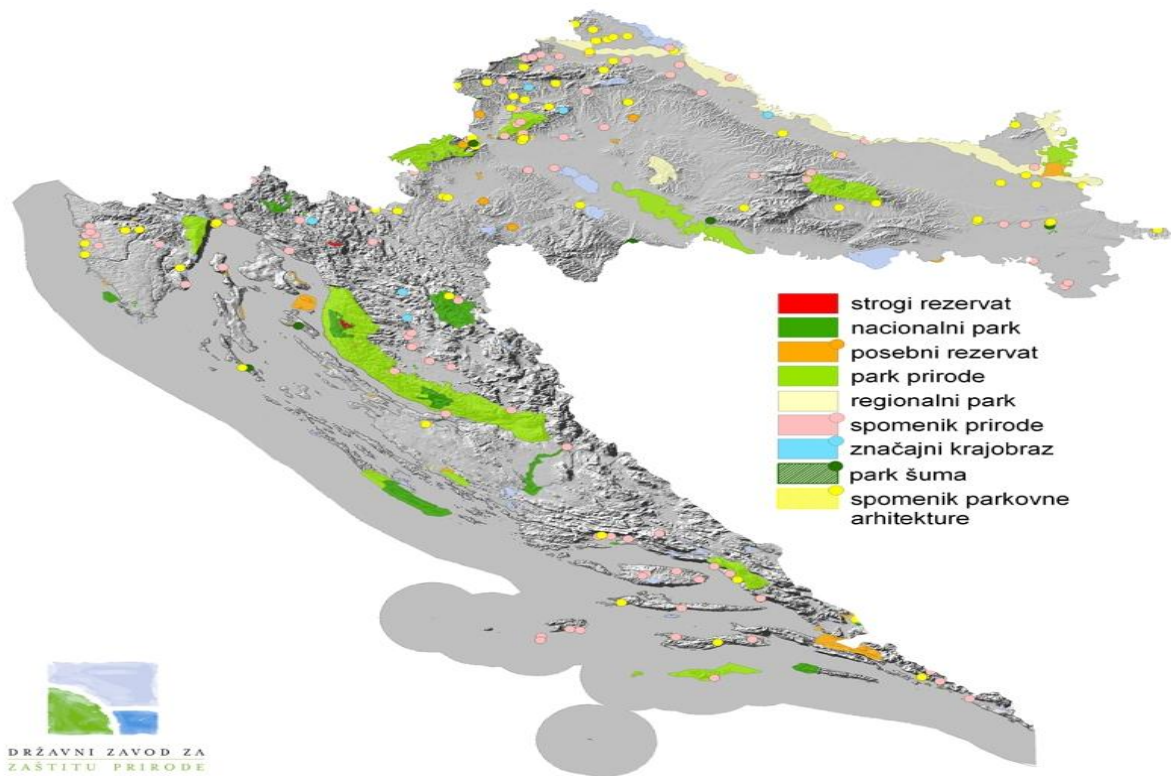 strogi rezervat
nacionalni park
posebni rezervat
park prirode
regionalni park
spomenik prirode
značajni krajobraz
park šuma
spomenik parkovne
arhitekture
DRŽAVNI ZAVOD ZA
ZAŠTITU PRIRODE